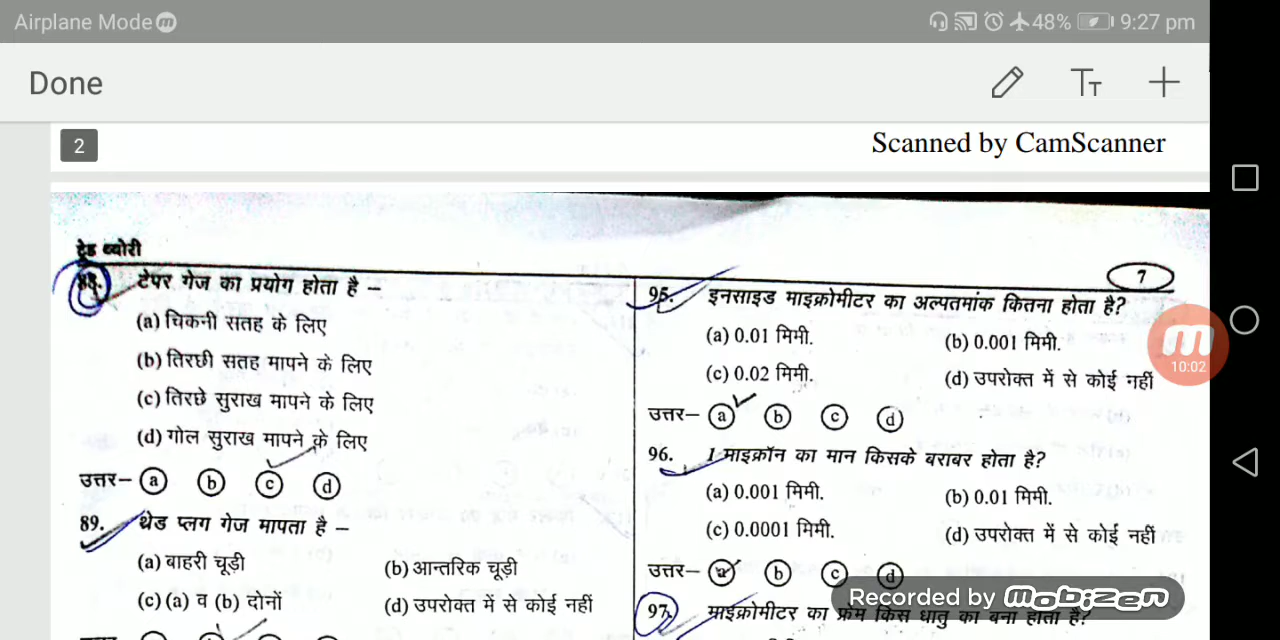 Airplane Mode m
48% 9:27 pm
Done
TT
2
Scanned by CamScanner
ट्रेड थ्योरी
7
88. टेपर गेज का प्रयोग होता है –
(a) चिकनी सतह के लिए
(b) तिरछी सतह मापने के लिए
(c) तिरछे सुराख मापने के लिए
(d) गोल सुराख मापने के लिए
उत्तर– a b c d
89. थ्रेड प्लग गेज मापता है –
(a) बाहरी चूड़ी (b) आन्तरिक चूड़ी
(c) (a) व (b) दोनों (d) उपरोक्त में से कोई नहीं
95. इनसाइड माइक्रोमीटर का अल्पतमांक कितना होता है?
(a) 0.01 मिमी. (b) 0.001 मिमी.
(c) 0.02 मिमी. (d) उपरोक्त में से कोई नहीं
उत्तर– a b c d
96. 1 माइक्रॉन का मान किसके बराबर होता है?
(a) 0.001 मिमी. (b) 0.01 मिमी.
(c) 0.0001 मिमी. (d) उपरोक्त में से कोई नहीं
उत्तर– a b c d
97. माइक्रोमीटर का फ्रेम किस धातु का बना होता है?
m
10:02
Recorded by mobizen